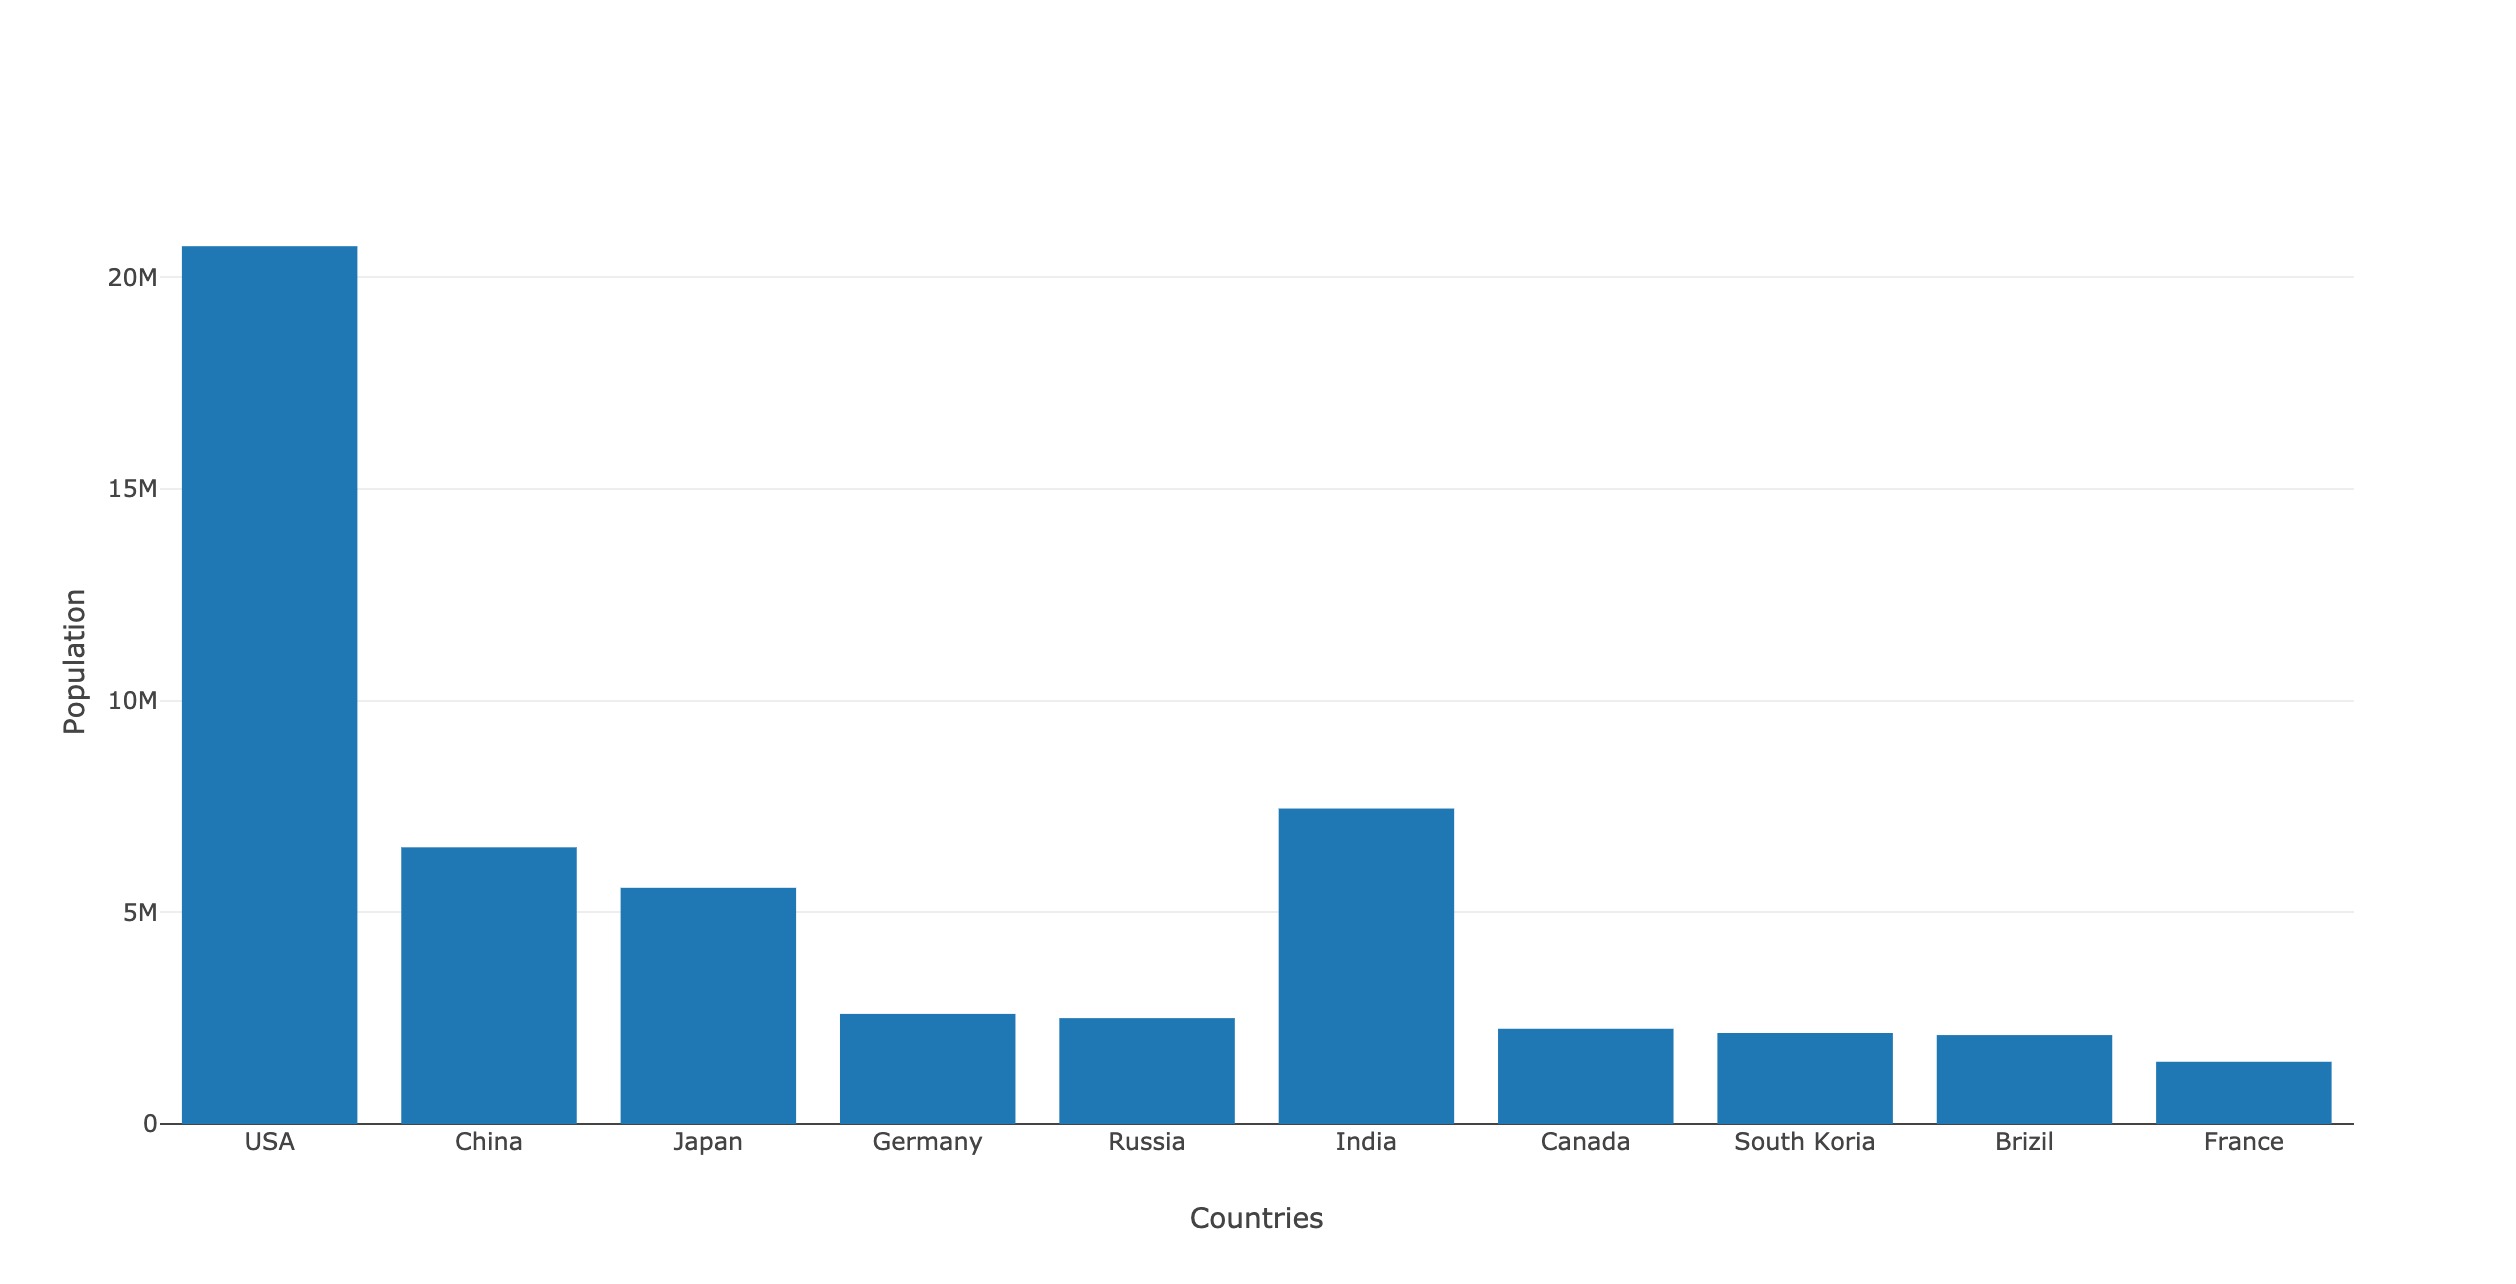 20M
15M
10M
5M
0
Population
USA China Japan Germany Russia India Canada South Koria Brizil France
Countries